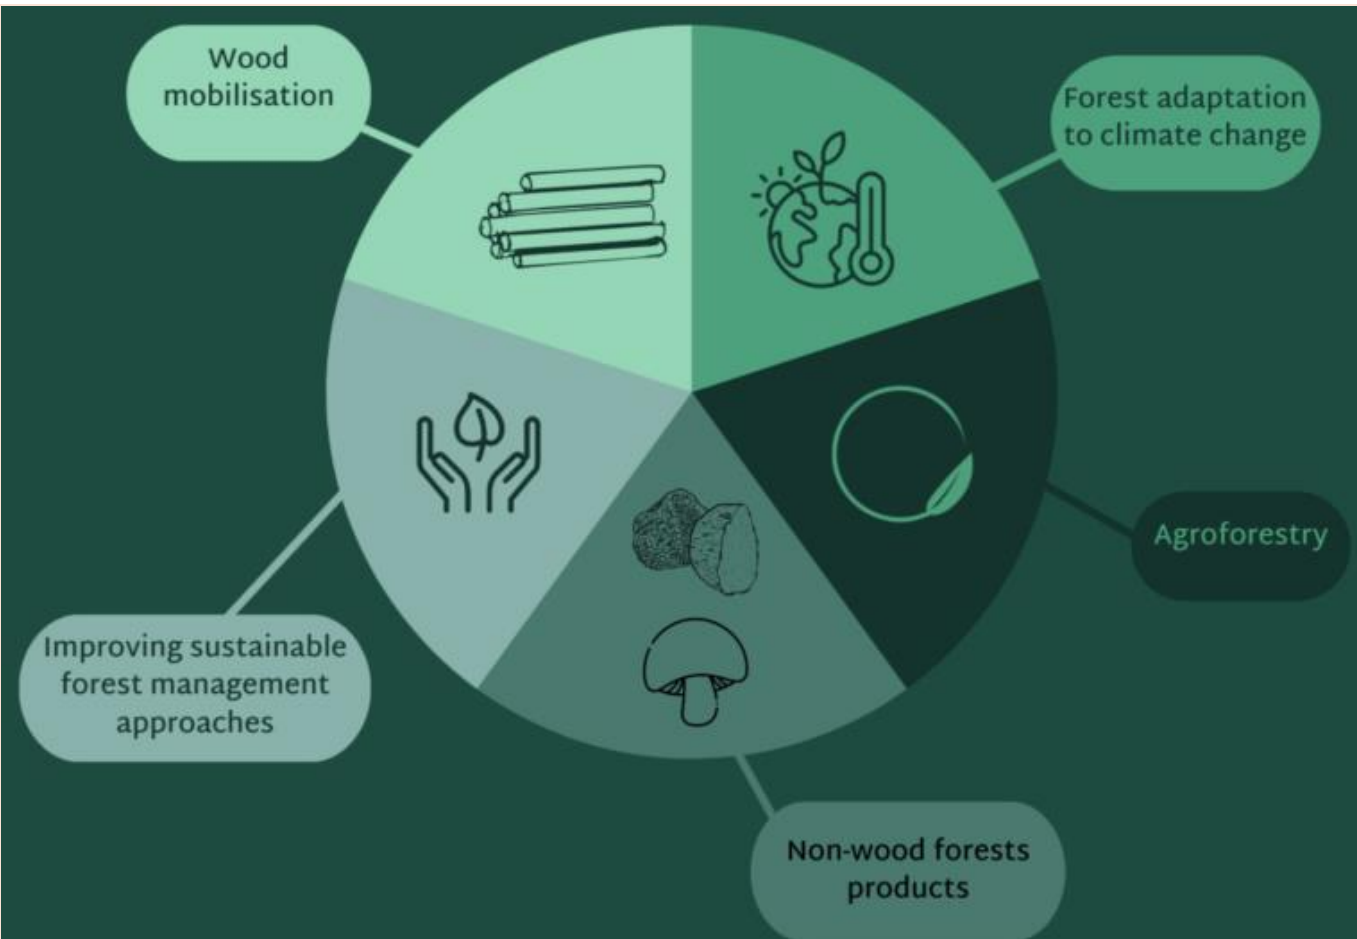 Wood
mobilisation
Forest adaptation
to climate change
Agroforestry
Improving sustainable
forest management
approaches
Non-wood forests
products